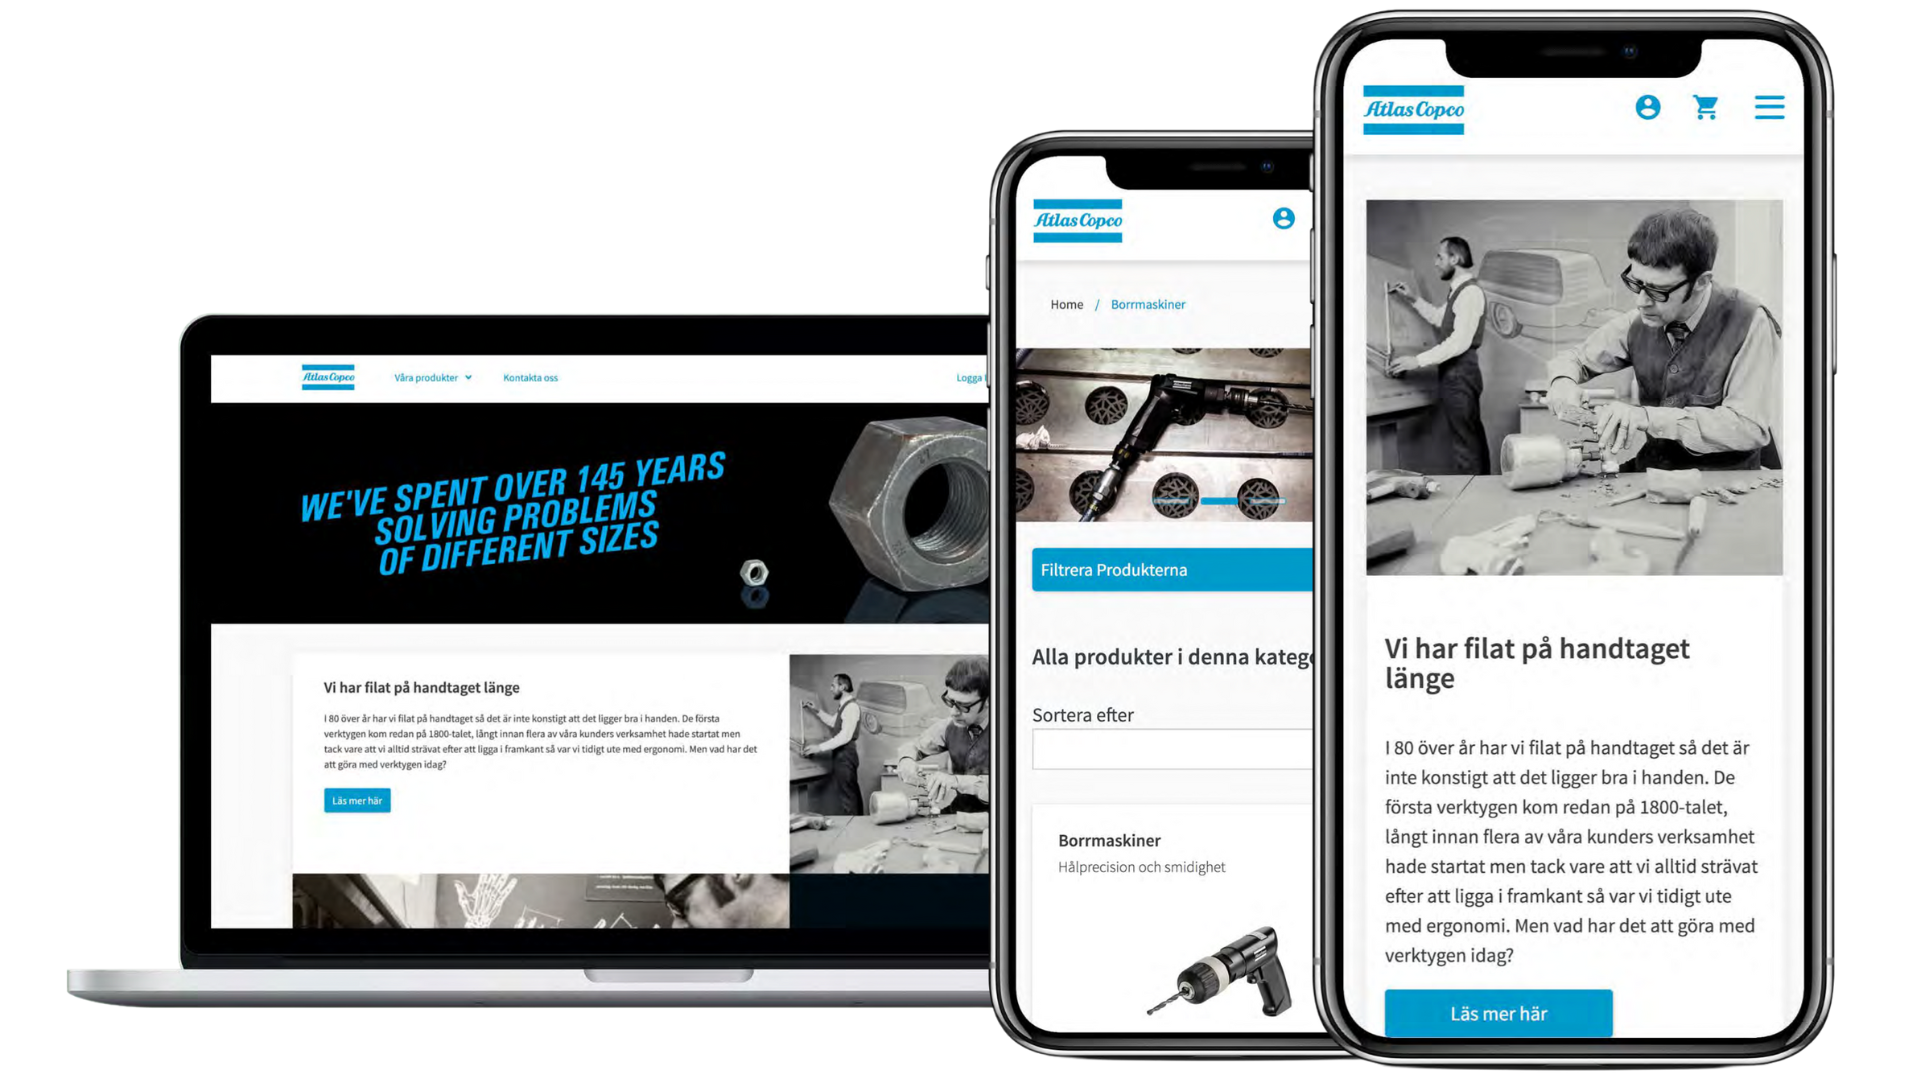 Atlas Copco
Våra produkter
Kontakta oss
Logga
WE'VE SPENT OVER 145 YEARS
SOLVING PROBLEMS
OF DIFFERENT SIZES
Vi har filat på handtaget länge
I 80 över år har vi filat på handtaget så det är inte konstigt att det ligger bra i handen. De första
verktygen kom redan på 1800-talet, långt innan flera av våra kunders verksamhet hade startat men
tack vare att vi alltid strävat efter att ligga i framkant så var vi tidigt ute med ergonomi. Men vad har det
att göra med verktygen idag?
Läs mer här
Atlas Copco
Home / Borrmaskiner
Filtrera Produkterna
Alla produkter i denna katego
Sortera efter
Borrmaskiner
Hålprecision och smidighet
Atlas Copco
Vi har filat på handtaget
länge
I 80 över år har vi filat på handtaget så det är
inte konstigt att det ligger bra i handen. De
första verktygen kom redan på 1800-talet,
långt innan flera av våra kunders verksamhet
hade startat men tack vare att vi alltid strävat
efter att ligga i framkant så var vi tidigt ute
med ergonomi. Men vad har det att göra med
verktygen idag?
Läs mer här